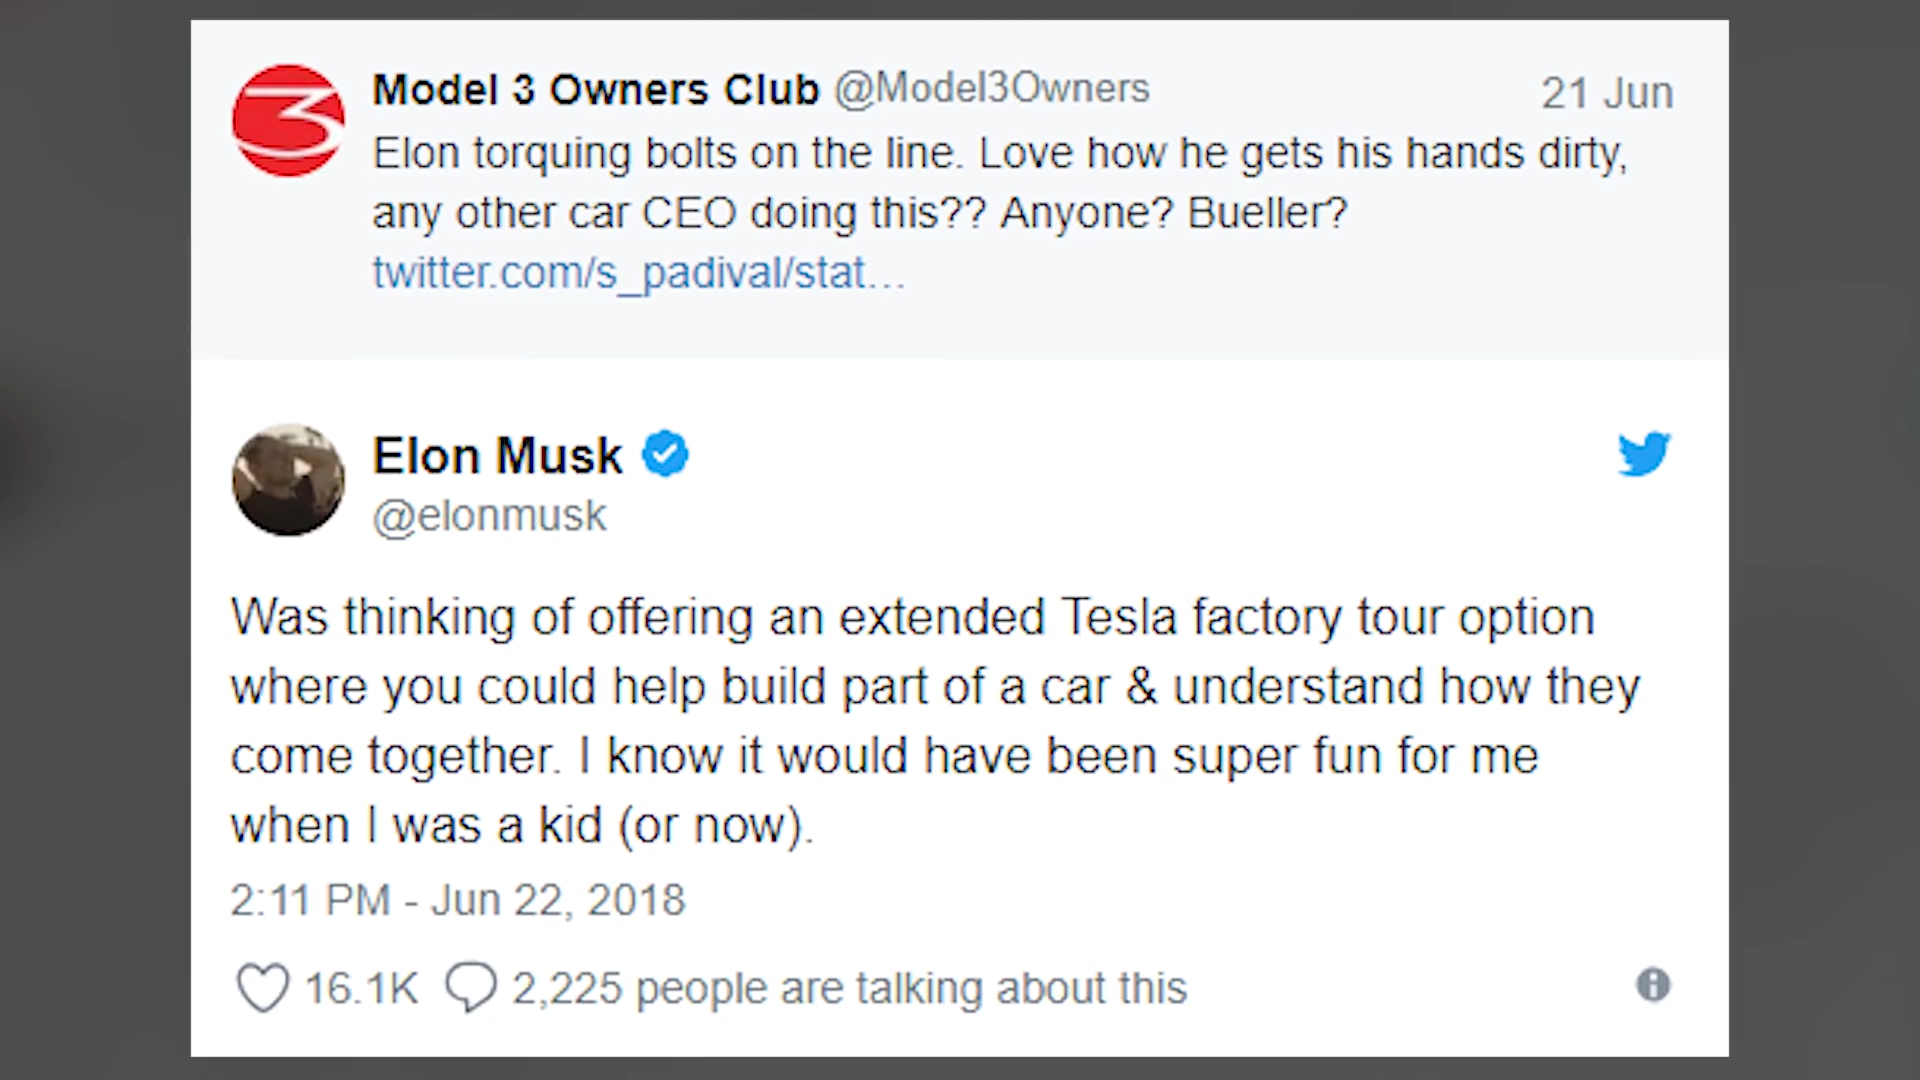 Model 3 Owners Club @Model3Owners 21 Jun
Elon torquing bolts on the line. Love how he gets his hands dirty,
any other car CEO doing this?? Anyone? Bueller?
twitter.com/s_padival/stat…
Elon Musk
@elonmusk
Was thinking of offering an extended Tesla factory tour option
where you could help build part of a car & understand how they
come together. I know it would have been super fun for me
when I was a kid (or now).
2:11 PM - Jun 22, 2018
16.1K 2,225 people are talking about this